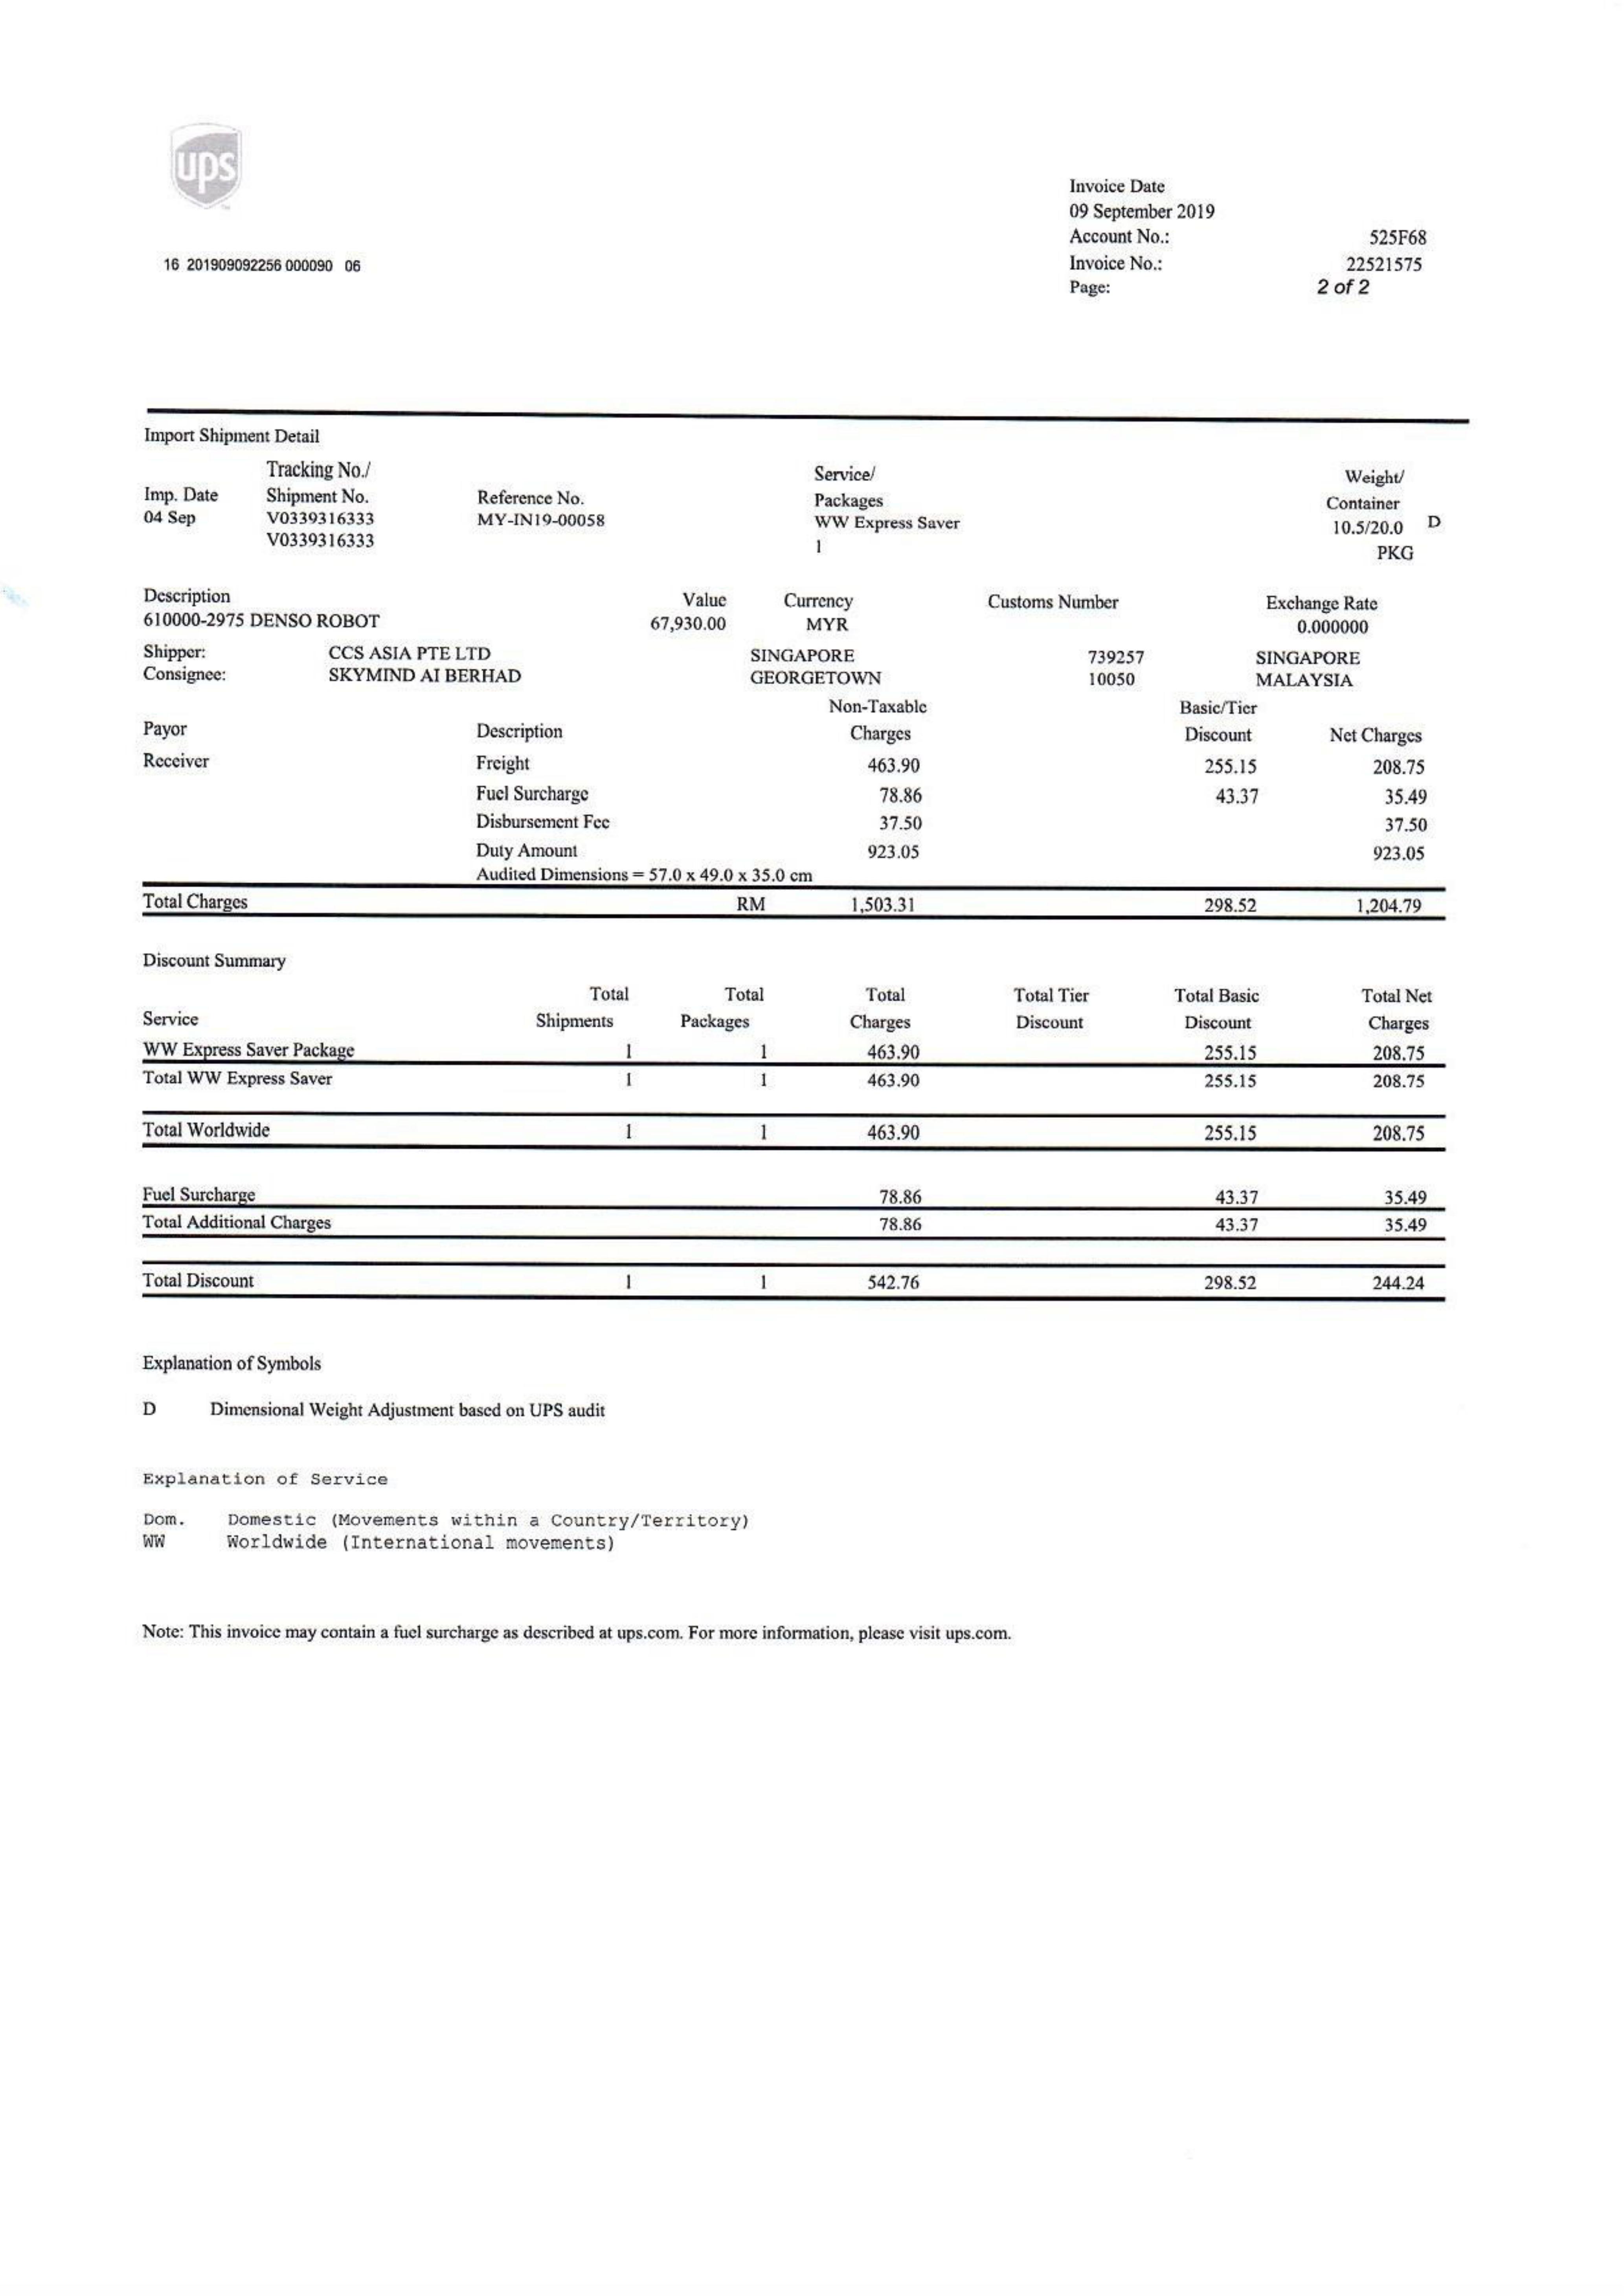 ups
Invoice Date
09 September 2019
Account No.: 525F68
16 201909092256 000090 06
Invoice No.: 22521575
Page: 2 of 2
Import Shipment Detail
Tracking No./ Service/ Weight/
Imp. Date Shipment No. Reference No. Packages Container
04 Sep V0339316333 MY-IN19-00058 WW Express Saver 10.5/20.0 D
V0339316333 1 PKG
Description Value Currency Customs Number Exchange Rate
610000-2975 DENSO ROBOT 67,930.00 MYR 0.000000
Shipper: CCS ASIA PTE LTD SINGAPORE 739257 SINGAPORE
Consignee: SKYMIND AI BERHAD GEORGETOWN 10050 MALAYSIA
Non-Taxable Basic/Tier
Payor Description Charges Discount Net Charges
Receiver Freight 463.90 255.15 208.75
Fuel Surcharge 78.86 43.37 35.49
Disbursement Fee 37.50 37.50
Duty Amount 923.05 923.05
Audited Dimensions = 57.0 x 49.0 x 35.0 cm
Total Charges RM 1,503.31 298.52 1,204.79
Discount Summary
Total Total Total Total Tier Total Basic Total Net
Service Shipments Packages Charges Discount Discount Charges
WW Express Saver Package 1 1 463.90 255.15 208.75
Total WW Express Saver 1 1 463.90 255.15 208.75
Total Worldwide 1 1 463.90 255.15 208.75
Fuel Surcharge 78.86 43.37 35.49
Total Additional Charges 78.86 43.37 35.49
Total Discount 1 1 542.76 298.52 244.24
Explanation of Symbols
D Dimensional Weight Adjustment based on UPS audit
Explanation of Service
Dom. Domestic (Movements within a Country/Territory)
WW Worldwide (International movements)
Note: This invoice may contain a fuel surcharge as described at ups.com. For more information, please visit ups.com.